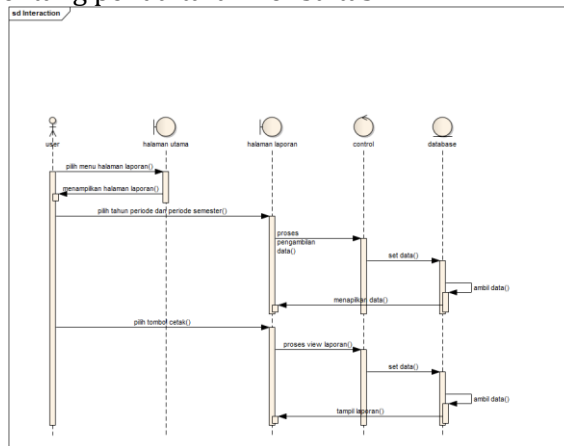 sd Interaction
user
halaman utama
halaman laporan
control
database
pilih menu halaman laporan()
menampilkan halaman laporan()
pilih tahun periode dan periode semester()
proses
pengambilan
data()
set data()
ambil data()
menapilkan data()
pilih tombol cetak()
proses view laporan()
set data()
ambil data()
tampil laporan()